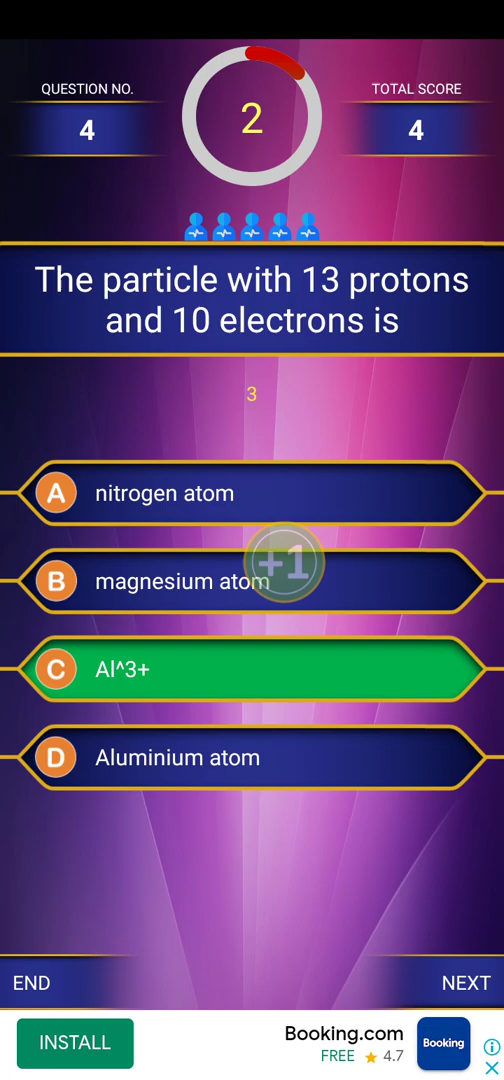 QUESTION NO.
4
2
TOTAL SCORE
4
The particle with 13 protons
and 10 electrons is
3
A nitrogen atom
+1
B magnesium atom
C Al^3+
D Aluminium atom
END
NEXT
INSTALL
Booking.com
FREE ★ 4.7
Booking